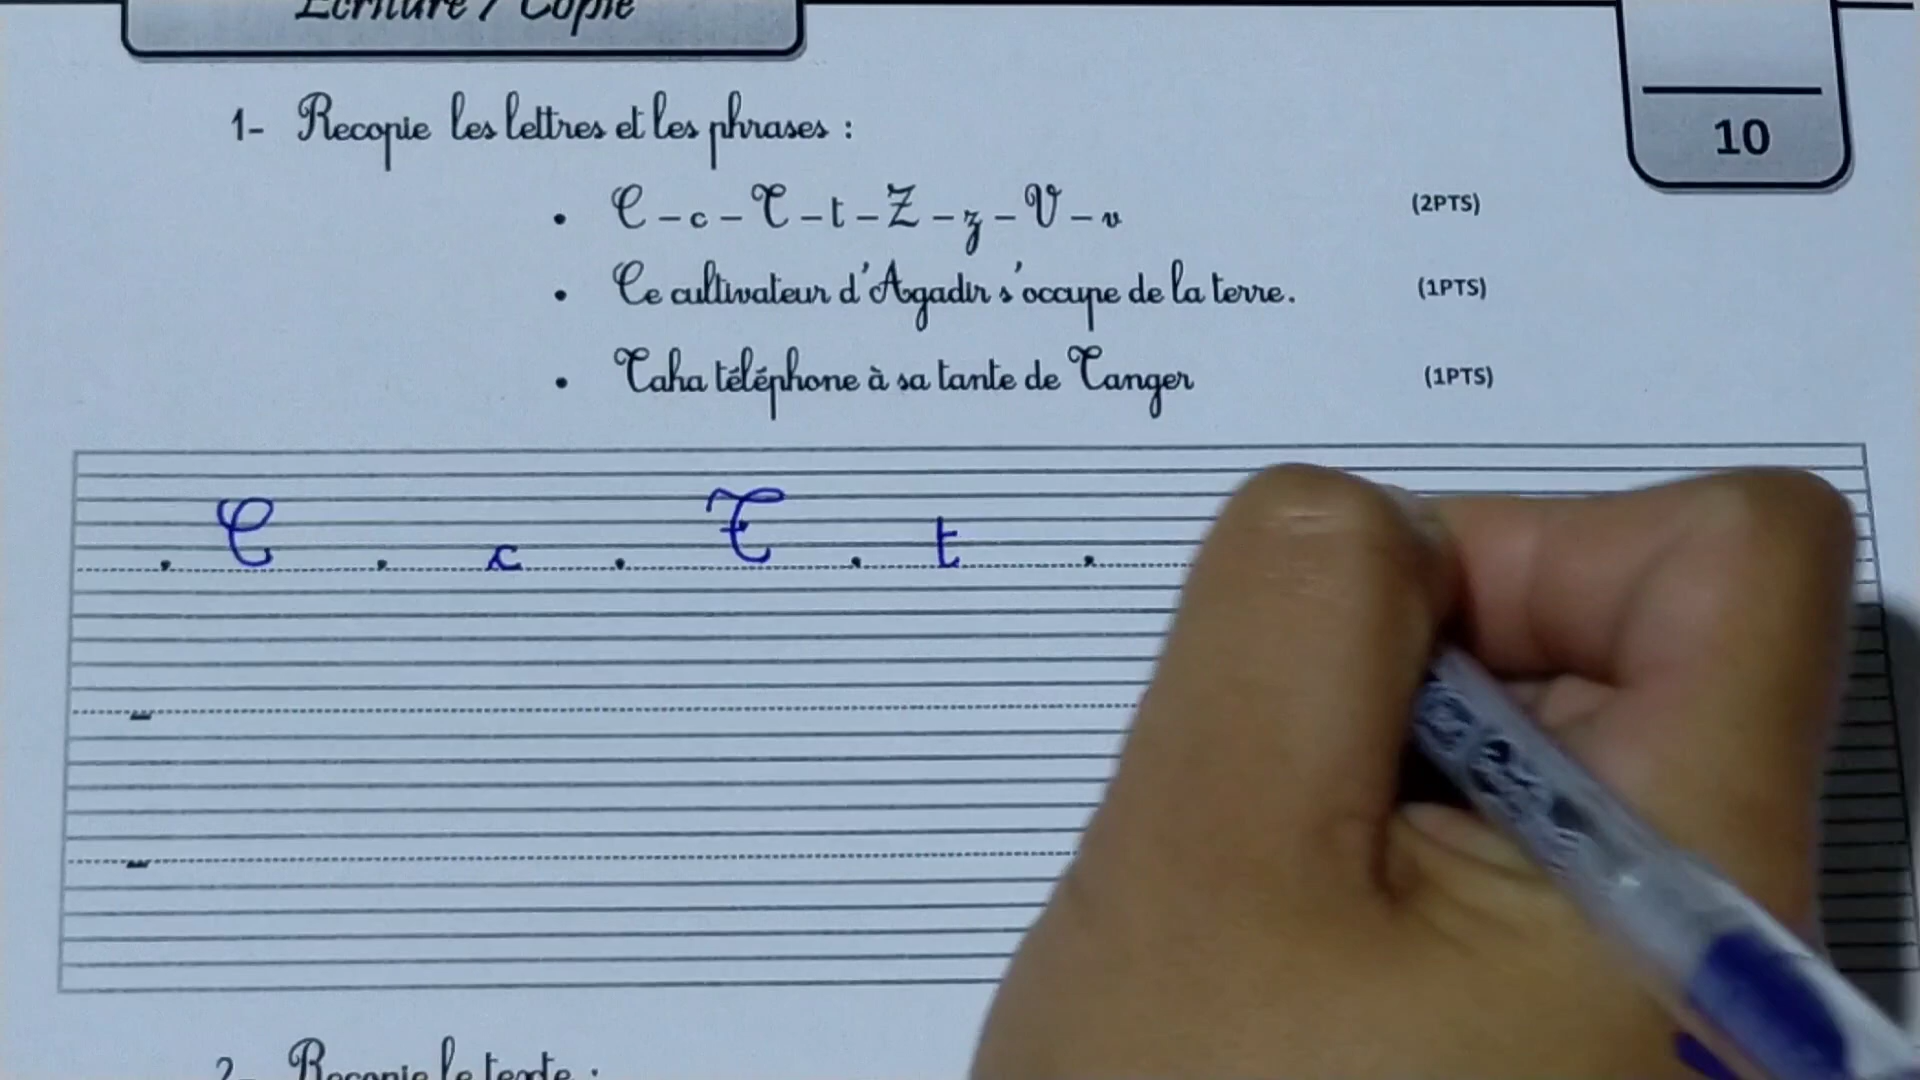 Ecriture / Copie
10
1- Recopie les lettres et les phrases :
• C – c – T – t – Z – z – V – v (2PTS)
• Ce cultivateur d'Agadir s'occupe de la terre. (1PTS)
• Taha téléphone à sa tante de Tanger (1PTS)
. C . c . T . t .
-
-
2- Recopie le texte :